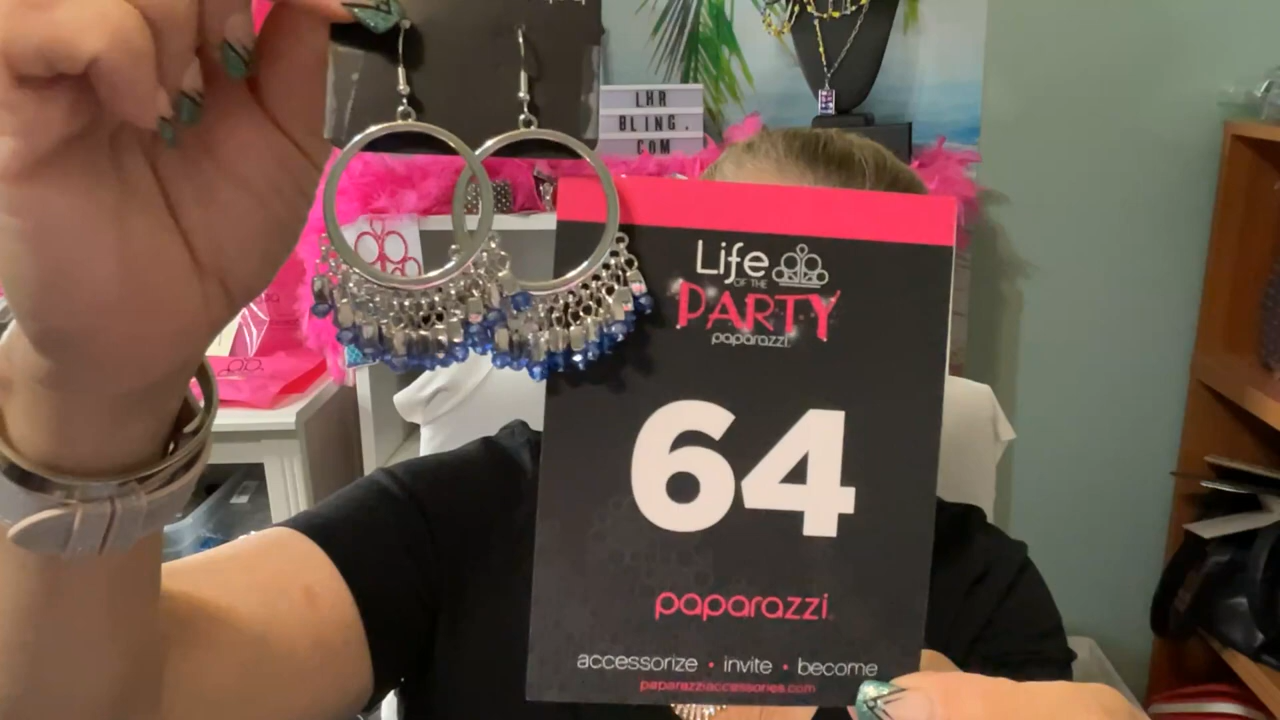 LHR
BLING.
COM
Life
OF THE
PARTY
paparazzi
64
paparazzi
accessorize • invite • become
paparazziaccessories.com